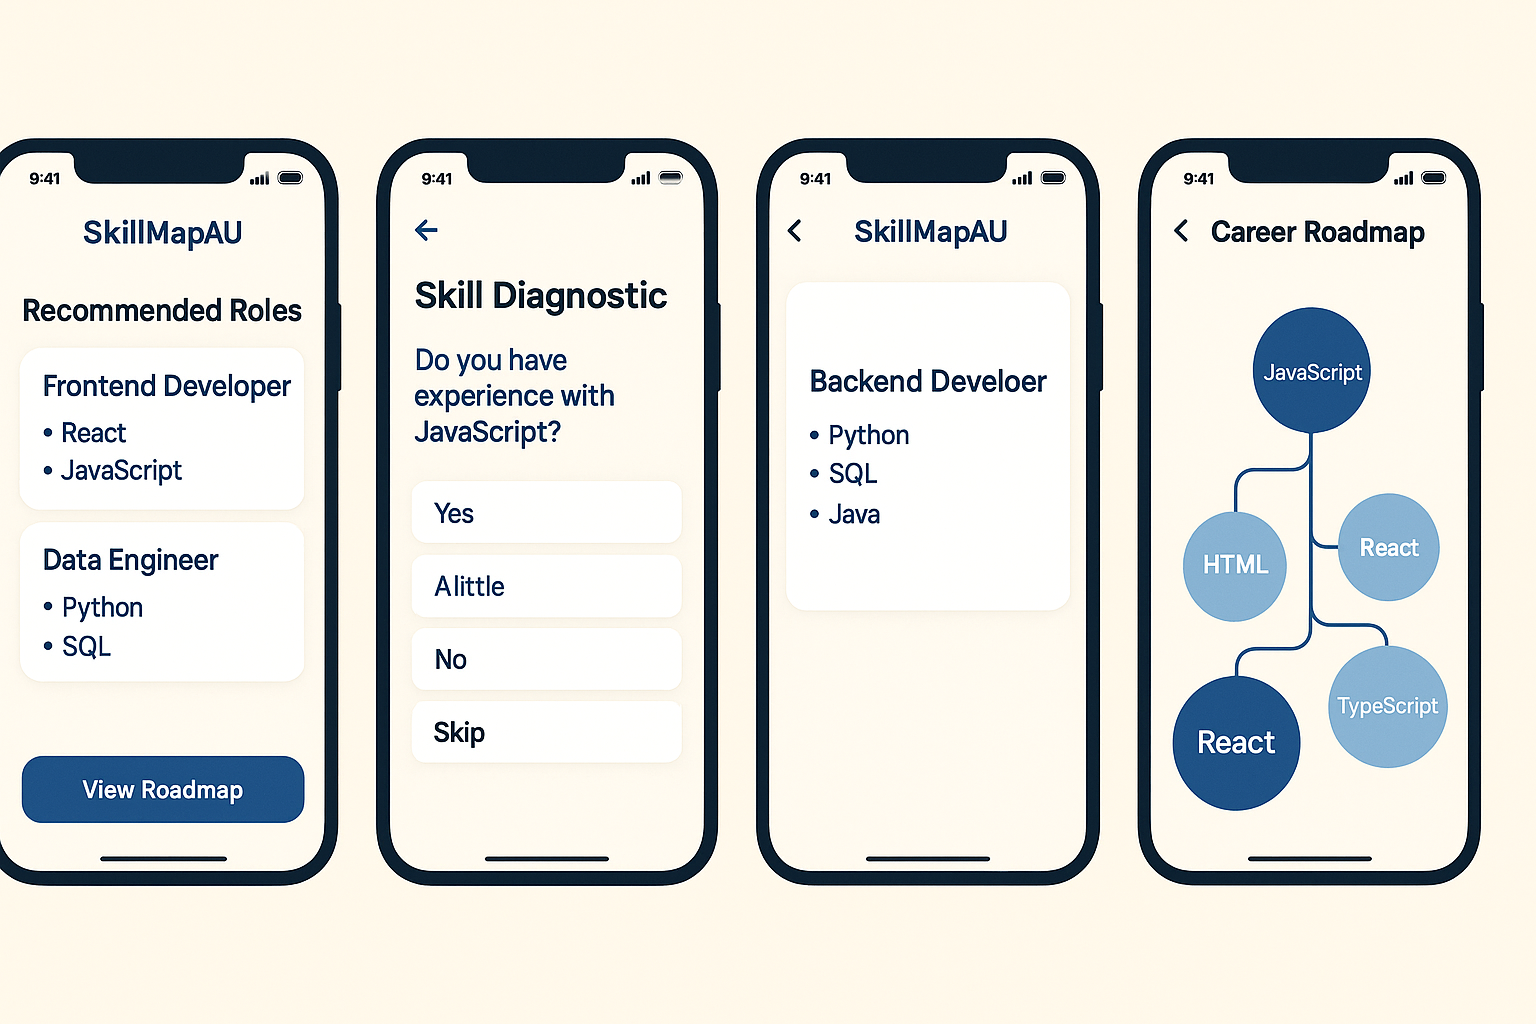 9:41
SkillMapAU
Recommended Roles
Frontend Developer
• React
• JavaScript
Data Engineer
• Python
• SQL
View Roadmap
9:41
Skill Diagnostic
Do you have
experience with
JavaScript?
Yes
A little
No
Skip
9:41
SkillMapAU
Backend Develoer
• Python
• SQL
• Java
9:41
Career Roadmap
JavaScript
HTML
React
TypeScript
React